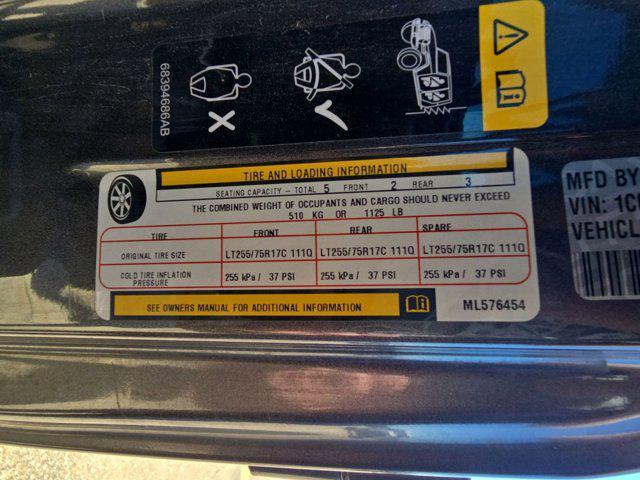 68394686AB
TIRE AND LOADING INFORMATION
SEATING CAPACITY - TOTAL 5 FRONT 2 REAR 3
THE COMBINED WEIGHT OF OCCUPANTS AND CARGO SHOULD NEVER EXCEED
510 KG OR 1125 LB
TIRE FRONT REAR SPARE
ORIGINAL TIRE SIZE LT255/75R17C 111Q LT255/75R17C 111Q LT255/75R17C 111Q
COLD TIRE INFLATION
PRESSURE 255 kPa / 37 PSI 255 kPa / 37 PSI 255 kPa / 37 PSI
SEE OWNERS MANUAL FOR ADDITIONAL INFORMATION
ML576454
MFD BY
VIN: 1C
VEHICL